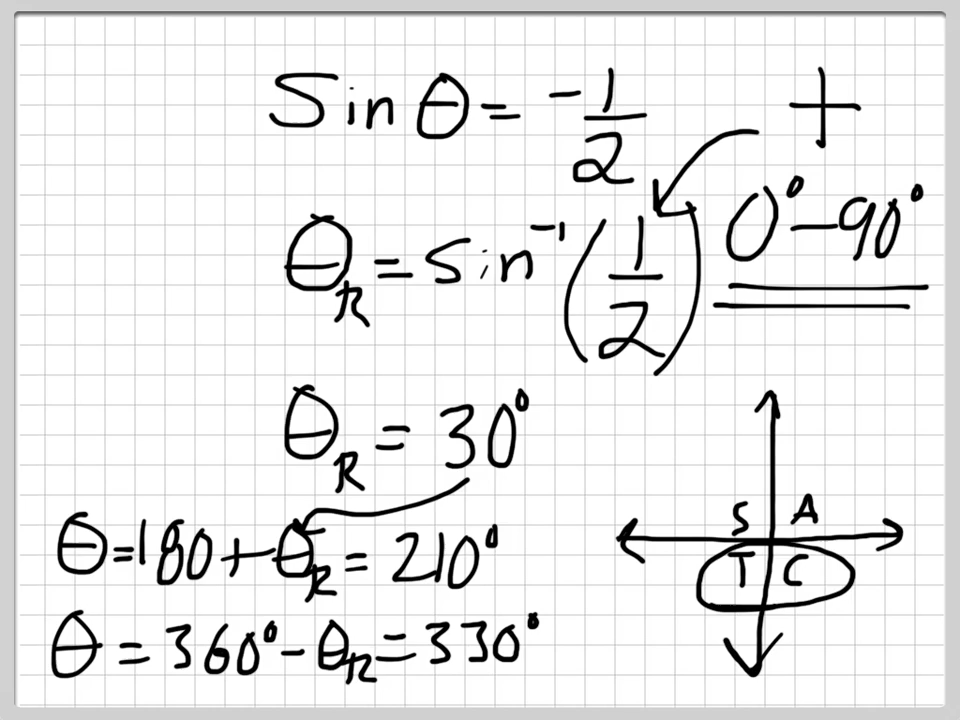 Sin θ = -1/2 +
θR = sin⁻¹(1/2) 0° – 90°
θR = 30°
S A
θ = 180 + θR = 210°
T C
θ = 360° - θR = 330°